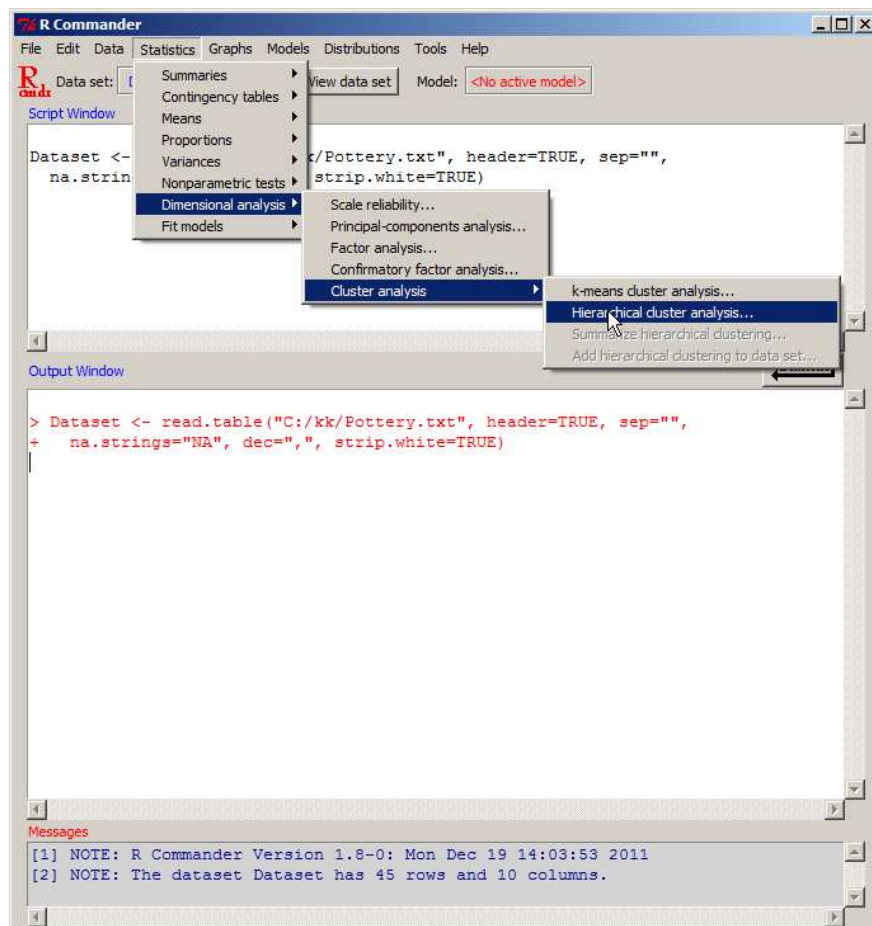 R Commander
File Edit Data Statistics Graphs Models Distributions Tools Help
R cmdr Data set: View data set Model: <No active model>
Summaries
Contingency tables
Means
Proportions
Variances
Nonparametric tests
Dimensional analysis
Fit models
Scale reliability...
Principal-components analysis...
Factor analysis...
Confirmatory factor analysis...
Cluster analysis
k-means cluster analysis...
Hierarchical cluster analysis...
Summarize hierarchical clustering...
Add hierarchical clustering to data set...
Script Window
Dataset <- /Pottery.txt", header=TRUE, sep="",
na.strin strip.white=TRUE)
Output Window
> Dataset <- read.table("C:/kk/Pottery.txt", header=TRUE, sep="",
+ na.strings="NA", dec=",", strip.white=TRUE)
Messages
[1] NOTE: R Commander Version 1.8-0: Mon Dec 19 14:03:53 2011
[2] NOTE: The dataset Dataset has 45 rows and 10 columns.